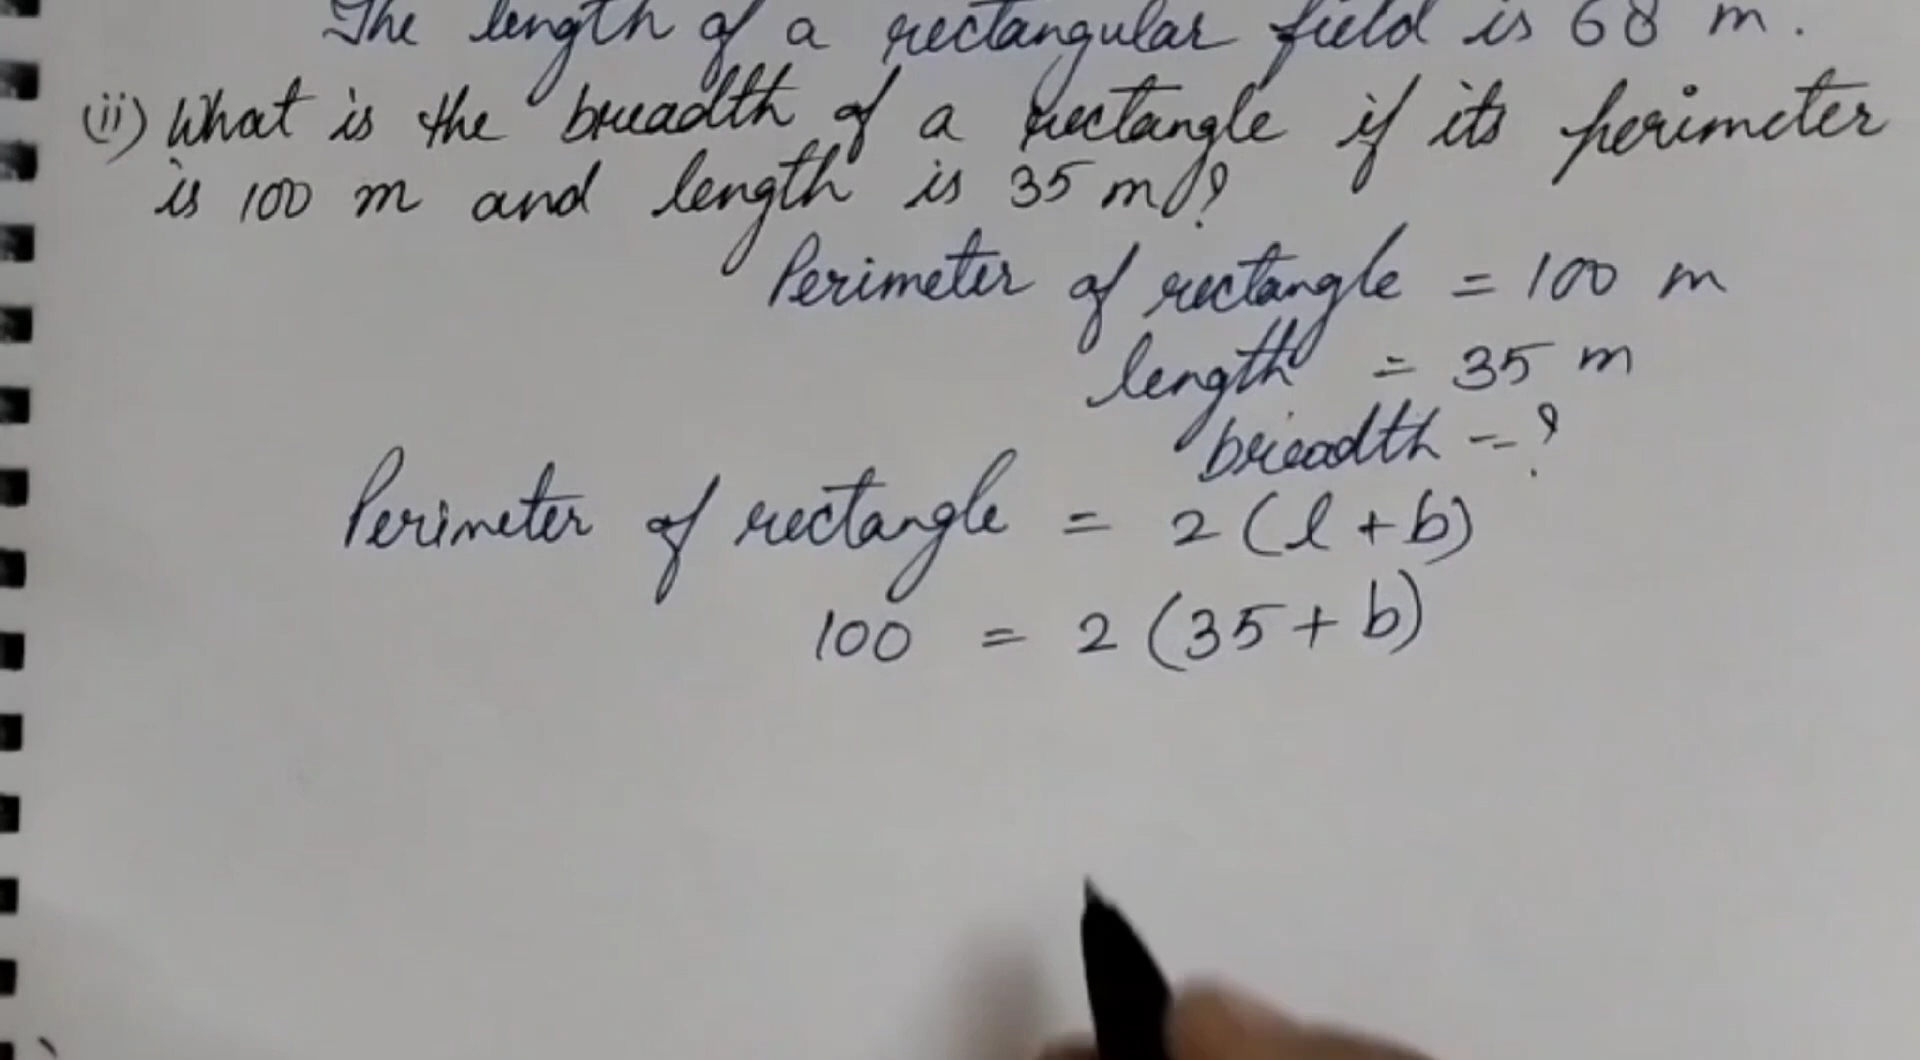 The length of a rectangular field is 68 m.
(ii) What is the breadth of a rectangle if its perimeter
is 100 m and length is 35 m?
Perimeter of rectangle = 100 m
length = 35 m
breadth = ?
Perimeter of rectangle = 2 (l + b)
100 = 2 (35 + b)